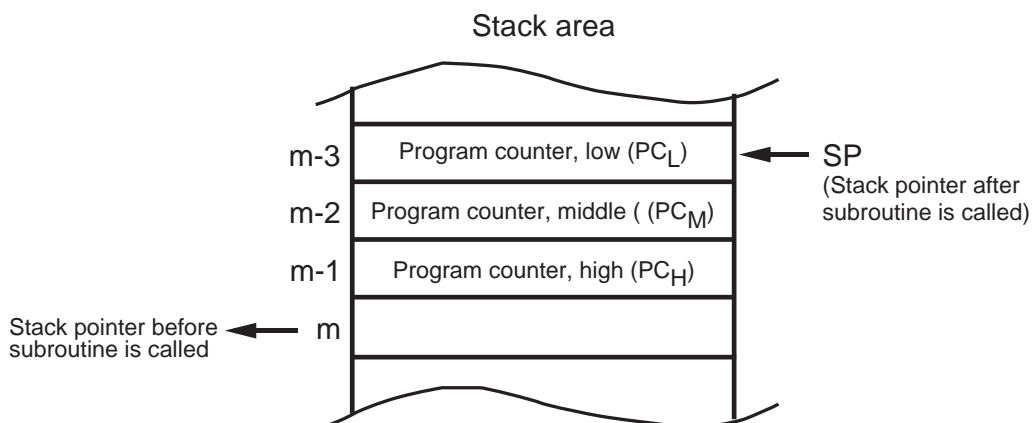 Stack area
m-3
Program counter, low (PCL)
SP
(Stack pointer after
subroutine is called)
m-2
Program counter, middle ( (PCM)
m-1
Program counter, high (PCH)
Stack pointer before
subroutine is called
m